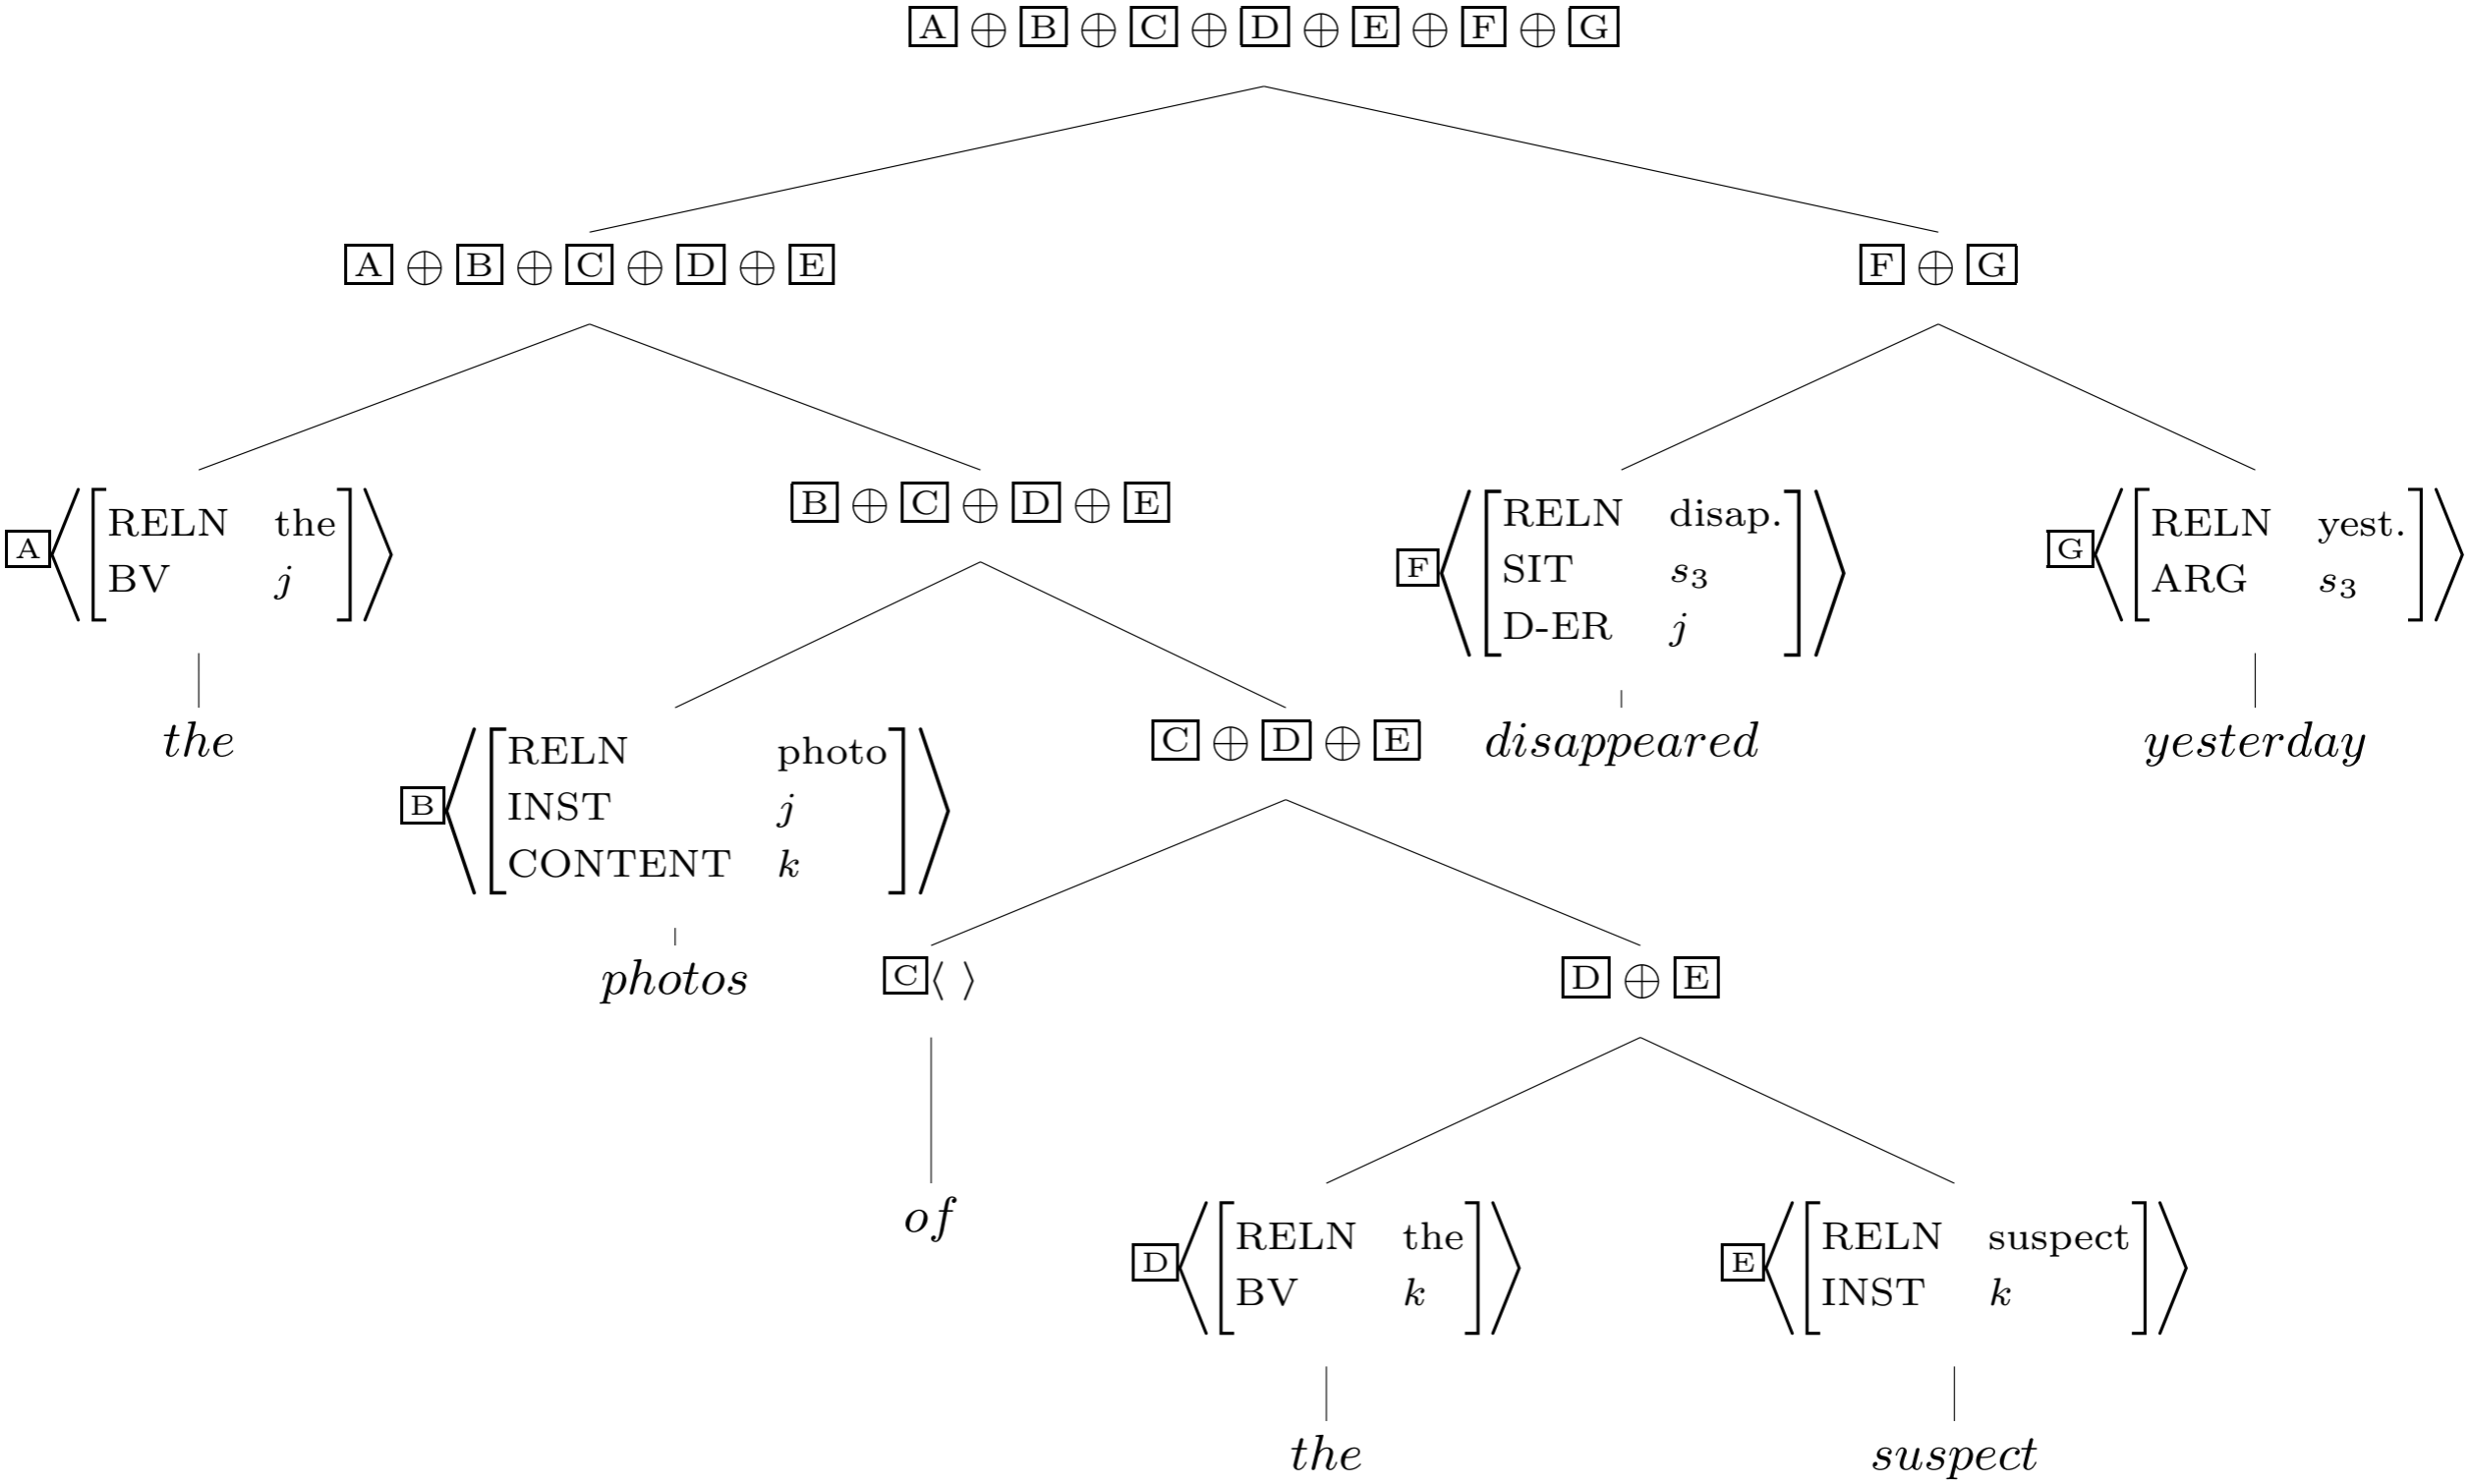 A ⊕ B ⊕ C ⊕ D ⊕ E ⊕ F ⊕ G
A ⊕ B ⊕ C ⊕ D ⊕ E
F ⊕ G
A ⟨[RELN the
BV j]⟩
B ⊕ C ⊕ D ⊕ E
F ⟨[RELN disap.
SIT s₃
D-ER j]⟩
G ⟨[RELN yest.
ARG s₃]⟩
the
B ⟨[RELN photo
INST j
CONTENT k]⟩
C ⊕ D ⊕ E
disappeared
yesterday
photos
C ⟨ ⟩
D ⊕ E
of
D ⟨[RELN the
BV k]⟩
E ⟨[RELN suspect
INST k]⟩
the
suspect